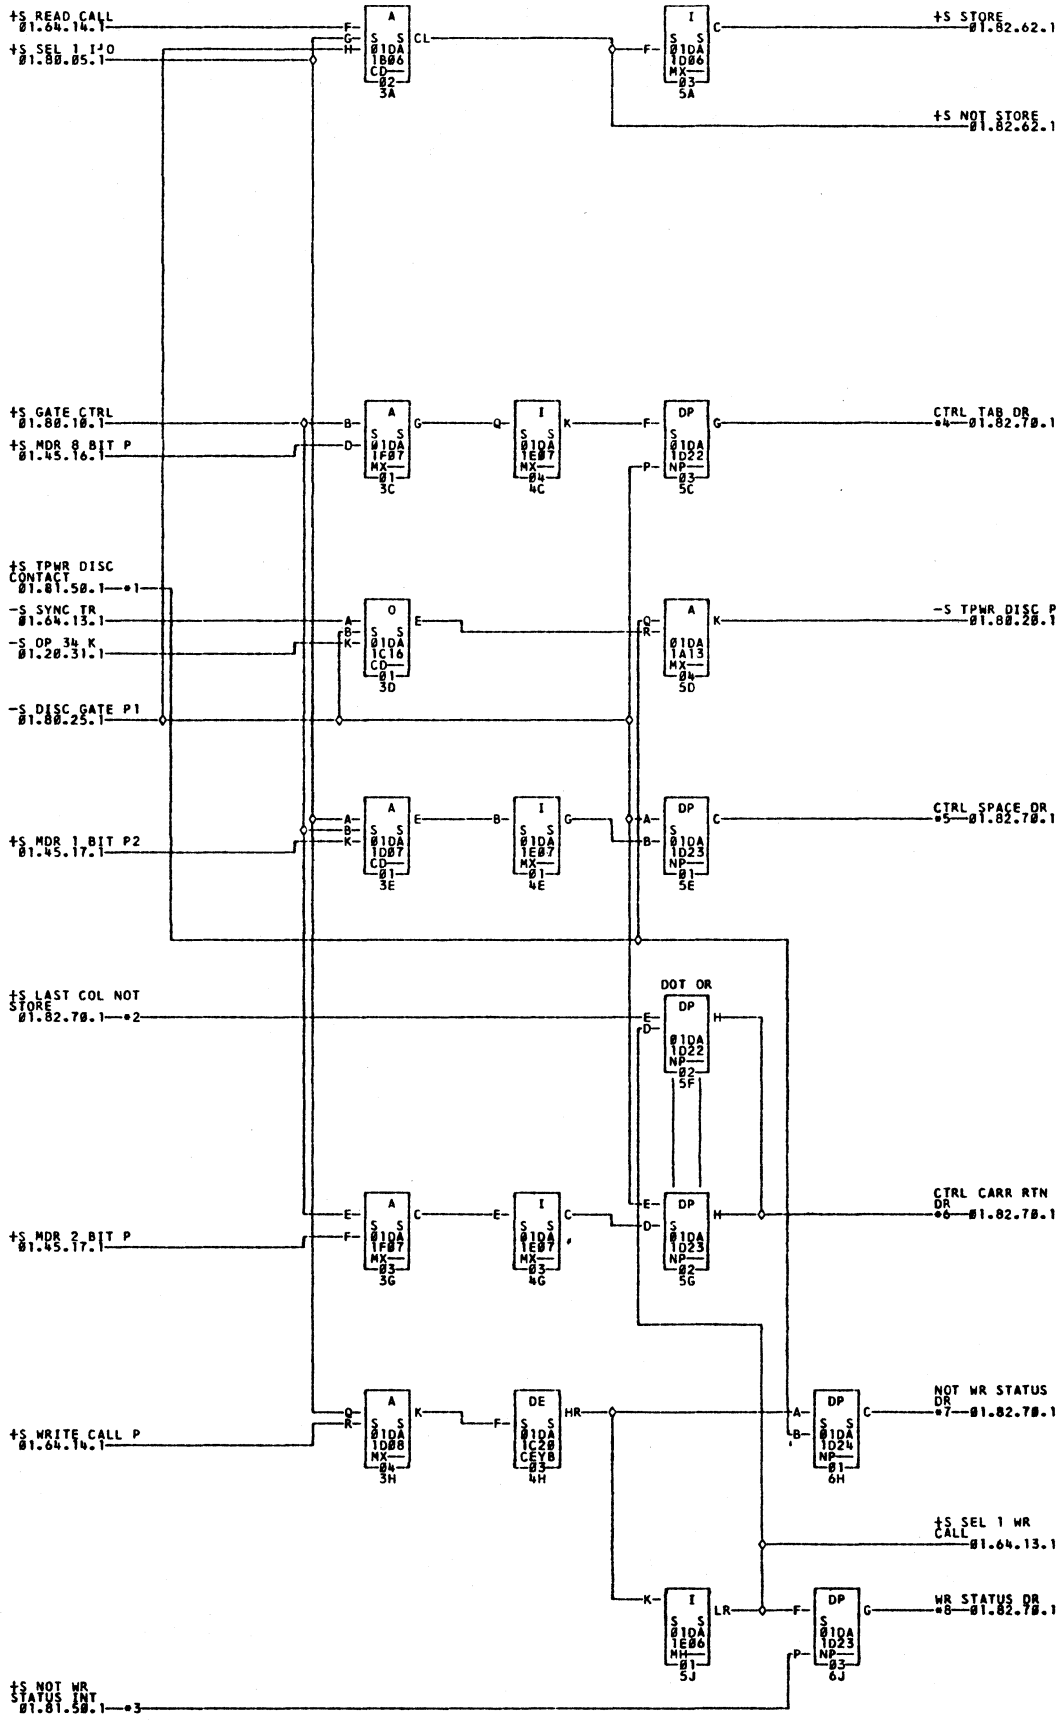 +S READ CALL
01.64.14.1
F
G
H
A
S S
01DA
1B06
CD
02
3A
CL
F
I
S S
01DA
1D06
MX
03
5A
C
+S STORE
01.82.62.1
01.80.05.1
+S NOT STORE
01.82.62.1
+S GATE CTRL
01.80.10.1
+S MDR 8 BIT P
01.45.16.1
B
D
A
S
01DA
1F07
MX
01
3C
G
Q
I
S S
01DA
1E07
MX
04
4C
K
F
P
DP
S
01DA
1D22
NP
03
5C
G
CTRL TAB DR
*4 01.82.70.1
+S TPWR DISC
CONTACT
01.81.50.1 *1
-S SYNC TR
01.64.13.1
-S OP 34 K
01.20.31.1
A
B
K
O
S S
01DA
1C16
CD
01
3D
E
Q
R
A
01DA
1A13
MX
04
5D
K
-S TPWR DISC P
01.80.20.1
-S DISC GATE P1
01.80.25.1
+S MDR 1 BIT P2
01.45.17.1
A
B
K
A
S S
01DA
1D07
CD
01
3E
E
B
I
S S
01DA
1E07
MX
01
4E
G
A
B
DP
S
01DA
1D23
NP
01
5E
C
CTRL SPACE DR
*5 01.82.70.1
+S LAST COL NOT
STORE
01.82.70.1 *2
DOT OR
E
D
DP
01DA
1D22
NP
02
5F
H
+S MDR 2 BIT P
01.45.17.1
E
F
A
S S
01DA
1F07
MX
03
3G
C
E
I
S S
01DA
1E07
MX
03
4G
C
E
D
DP
S
01DA
1D23
NP
02
5G
H
CTRL CARR RTN
DR
*6 01.82.70.1
+S WRITE CALL P
01.64.14.1
Q
R
A
S S
01DA
1D08
MX
04
3H
K
F
DE
S S
01DA
1C20
CEYB
03
4H
HR
A
B
DP
S
01DA
1D24
NP
01
6H
C
NOT WR STATUS
DR
*7 01.82.70.1
+S SEL 1 WR
CALL
01.64.13.1
K
I
S S
01DA
1E06
MH
01
5J
LR
F
P
DP
S
01DA
1D23
NP
03
6J
G
WR STATUS DR
*8 01.82.70.1
+S NOT WR
STATUS INT
01.81.50.1 *3